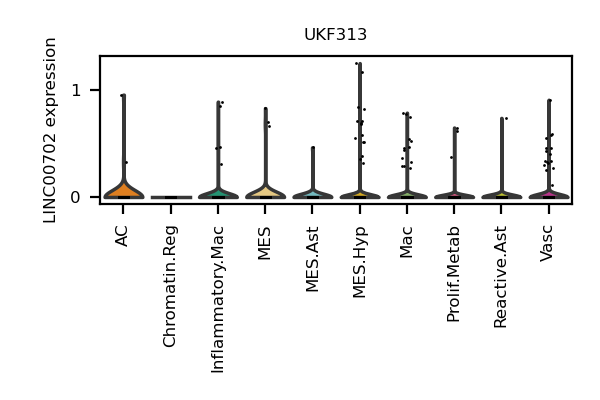 UKF313
LINC00702 expression
1
0
AC
Chromatin.Reg
Inflammatory.Mac
MES
MES.Ast
MES.Hyp
Mac
Prolif.Metab
Reactive.Ast
Vasc